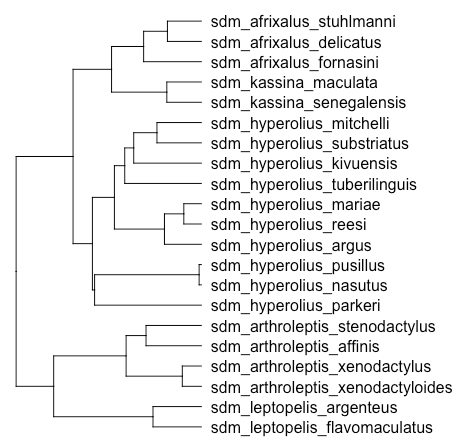 sdm_afrixalus_stuhlmanni
sdm_afrixalus_delicatus
sdm_afrixalus_fornasini
sdm_kassina_maculata
sdm_kassina_senegalensis
sdm_hyperolius_mitchelli
sdm_hyperolius_substriatus
sdm_hyperolius_kivuensis
sdm_hyperolius_tuberilinguis
sdm_hyperolius_mariae
sdm_hyperolius_reesi
sdm_hyperolius_argus
sdm_hyperolius_pusillus
sdm_hyperolius_nasutus
sdm_hyperolius_parkeri
sdm_arthroleptis_stenodactylus
sdm_arthroleptis_affinis
sdm_arthroleptis_xenodactylus
sdm_arthroleptis_xenodactyloides
sdm_leptopelis_argenteus
sdm_leptopelis_flavomaculatus